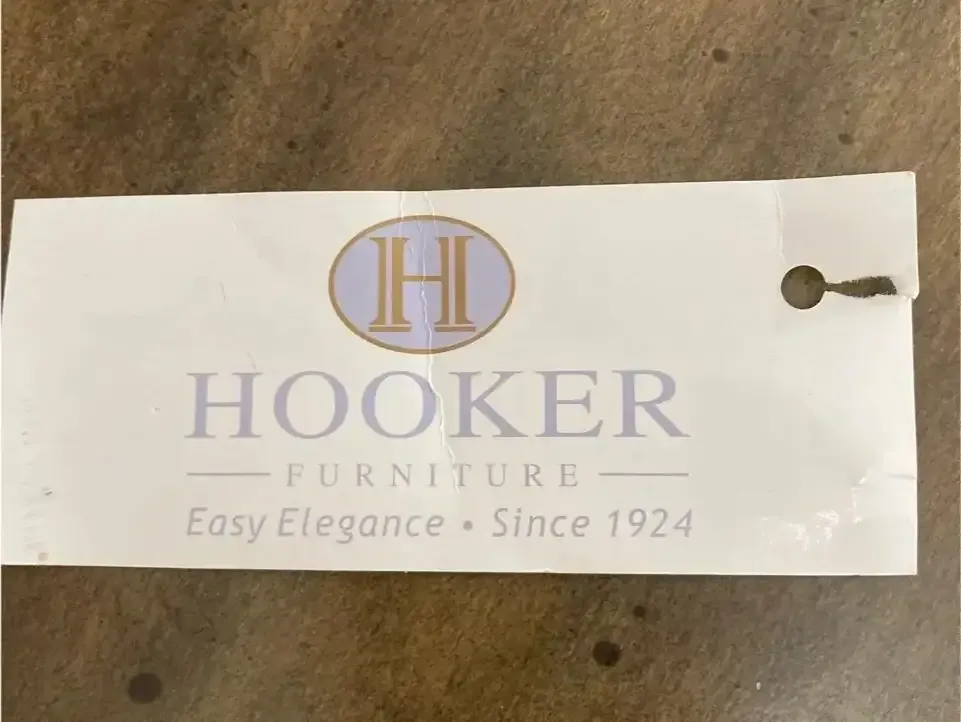 H
HOOKER
FURNITURE
Easy Elegance • Since 1924